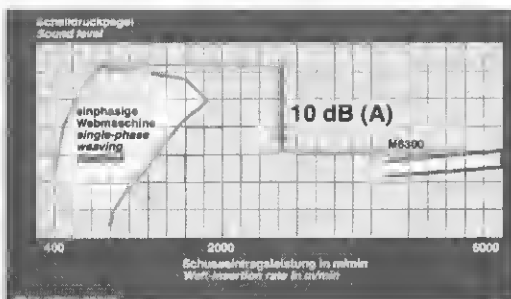 Schalldruckpegel
Sound level
einphasige
Webmaschine
single-phase
weaving
10 dB (A)
M8300
400 2000 6000
Schusseintragsleistung in m/min
Weft-insertion rate in m/min